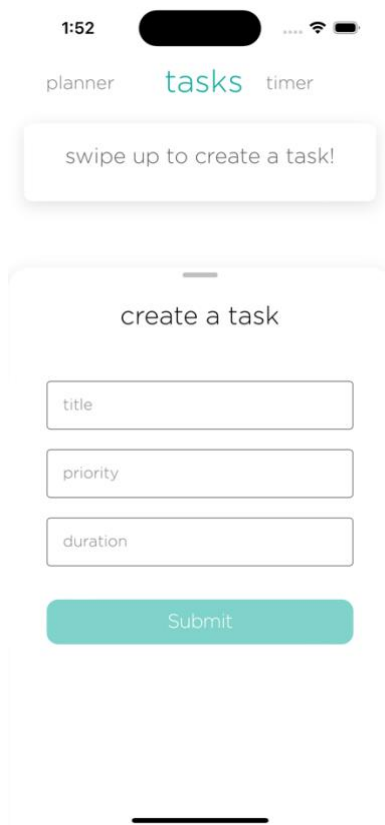 1:52
planner tasks timer
swipe up to create a task!
create a task
title
priority
duration
Submit